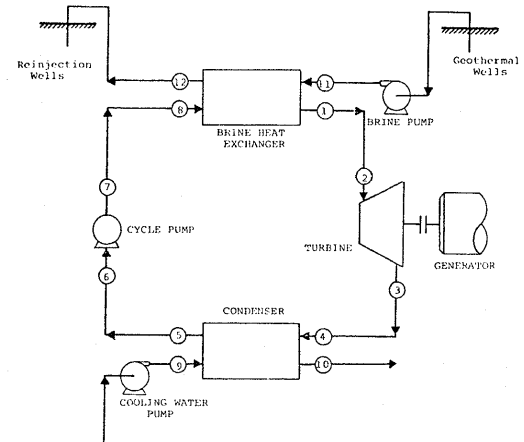 Reinjection
Wells
Geothermal
Wells
12
11
8
1
BRINE HEAT
EXCHANGER
BRINE PUMP
7
2
CYCLE PUMP
TURBINE
GENERATOR
6
3
CONDENSER
5
4
9
10
COOLING WATER
PUMP